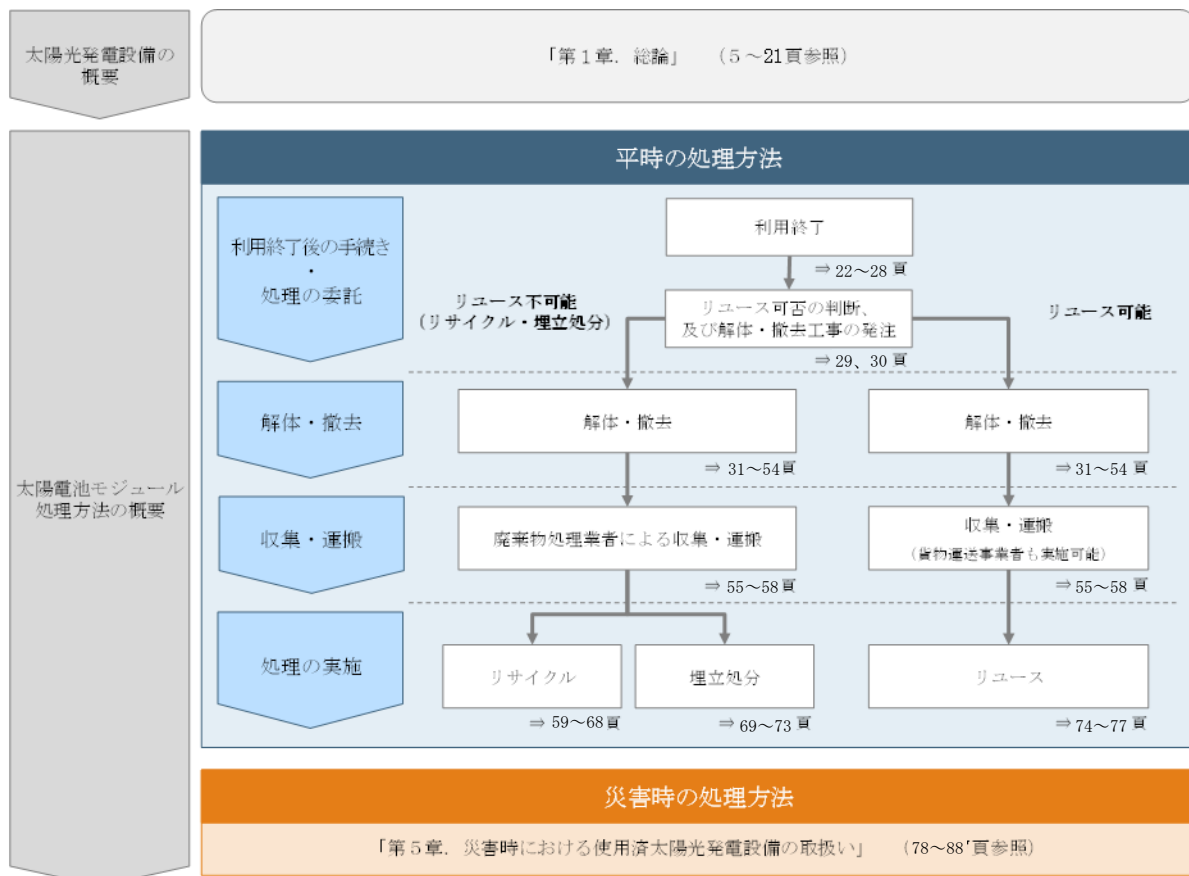 太陽光発電設備の
概要
「第1章．総論」　（5～21頁参照）
太陽電池モジュール
処理方法の概要
平時の処理方法
利用終了後の手続き
・
処理の委託
利用終了
⇒ 22～28 頁
リユース不可能
（リサイクル・埋立処分）
リユース可否の判断、
及び解体・撤去工事の発注
リユース可能
⇒ 29、30 頁
解体・撤去
解体・撤去
解体・撤去
⇒ 31～54 頁
⇒ 31～54 頁
収集・運搬
廃棄物処理業者による収集・運搬
収集・運搬
（貨物運送事業者も実施可能）
⇒ 55～58 頁
⇒ 55～58 頁
処理の実施
リサイクル
埋立処分
リユース
⇒ 59～68 頁
⇒ 69～73 頁
⇒ 74～77 頁
災害時の処理方法
「第5章．災害時における使用済太陽光発電設備の取扱い」　（78～88'頁参照）